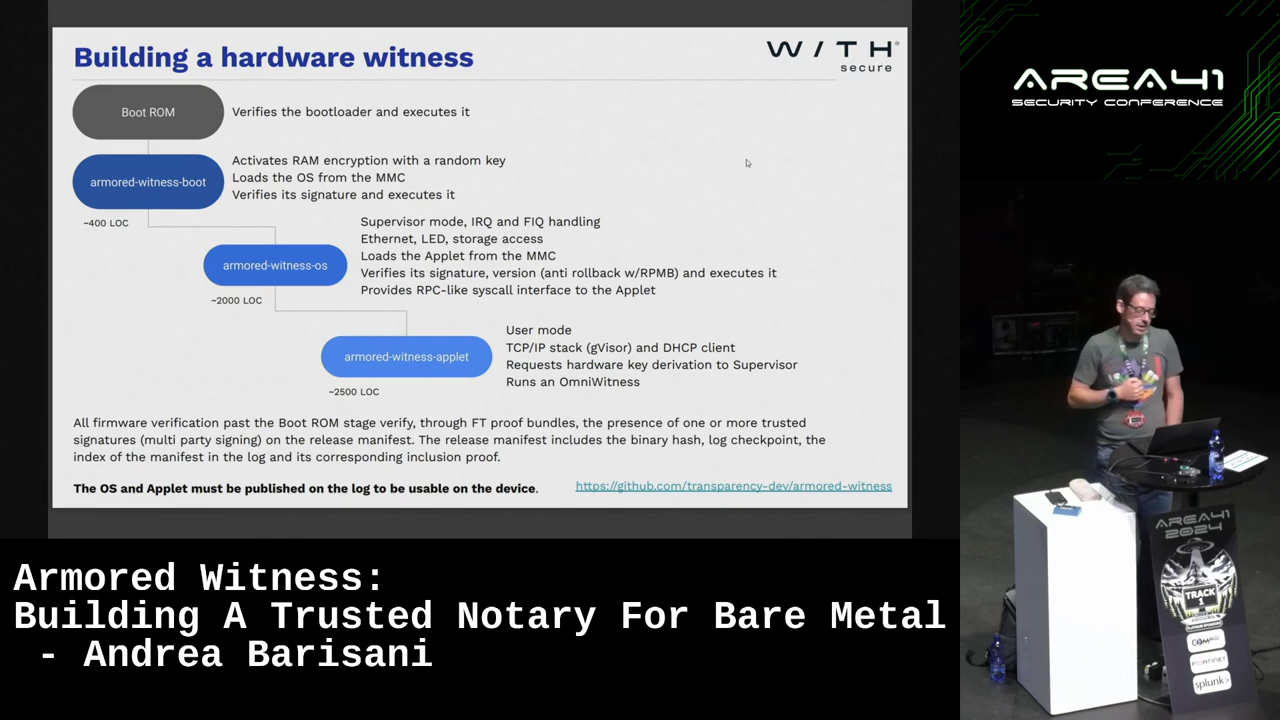 Building a hardware witness
W / T H
secure
Boot ROM
Verifies the bootloader and executes it
armored-witness-boot
Activates RAM encryption with a random key
Loads the OS from the MMC
Verifies its signature and executes it
~400 LOC
armored-witness-os
Supervisor mode, IRQ and FIQ handling
Ethernet, LED, storage access
Loads the Applet from the MMC
Verifies its signature, version (anti rollback w/RPMB) and executes it
Provides RPC-like syscall interface to the Applet
~2000 LOC
armored-witness-applet
User mode
TCP/IP stack (gVisor) and DHCP client
Requests hardware key derivation to Supervisor
Runs an OmniWitness
~2500 LOC
All firmware verification past the Boot ROM stage verify, through FT proof bundles, the presence of one or more trusted
signatures (multi party signing) on the release manifest. The release manifest includes the binary hash, log checkpoint, the
index of the manifest in the log and its corresponding inclusion proof.
The OS and Applet must be published on the log to be usable on the device.
https://github.com/transparency-dev/armored-witness
AREA41
SECURITY CONFERENCE
AREA41
2024
TRACK
1
COMPASS
FORTINET
splunk>
Armored Witness:
Building A Trusted Notary For Bare Metal
- Andrea Barisani